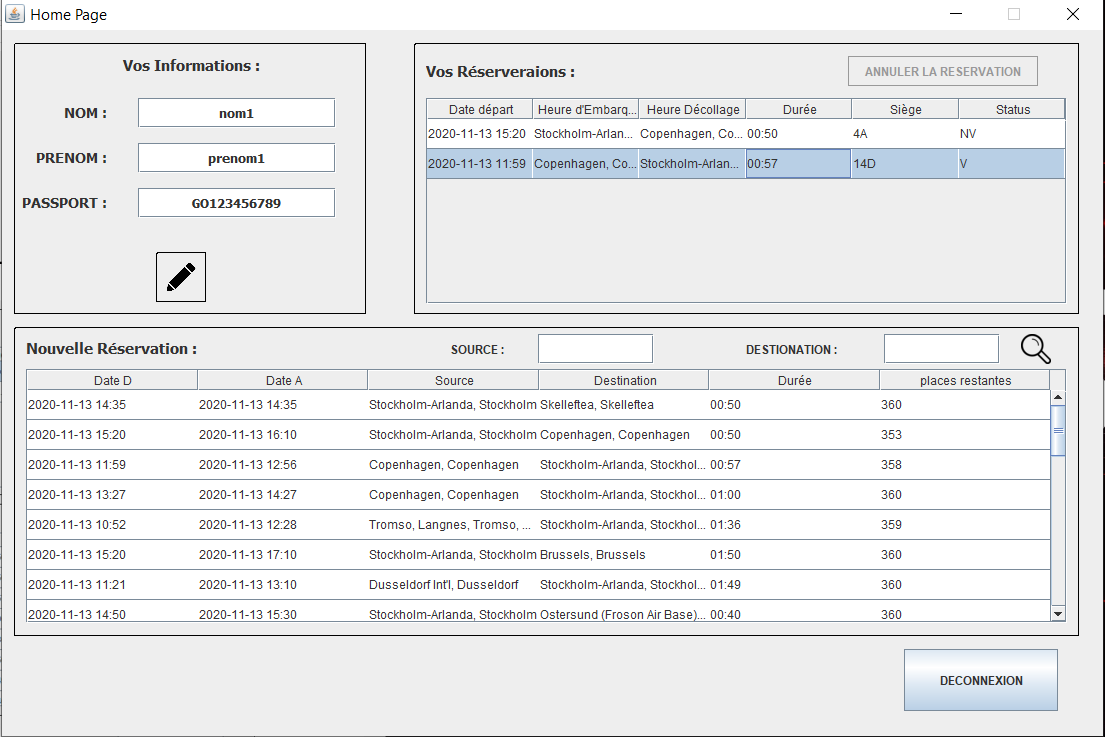 Home Page
Vos Informations :
NOM : nom1
PRENOM : prenom1
PASSPORT : GO123456789
Vos Réserveraions : ANNULER LA RESERVATION
Date départ Heure d'Embarq... Heure Décollage Durée Siège Status
2020-11-13 15:20 Stockholm-Arlan... Copenhagen, Co... 00:50 4A NV
2020-11-13 11:59 Copenhagen, Co... Stockholm-Arlan... 00:57 14D V
Nouvelle Réservation : SOURCE : DESTIONATION :
Date D Date A Source Destination Durée places restantes
2020-11-13 14:35 2020-11-13 14:35 Stockholm-Arlanda, Stockholm Skelleftea, Skelleftea 00:50 360
2020-11-13 15:20 2020-11-13 16:10 Stockholm-Arlanda, Stockholm Copenhagen, Copenhagen 00:50 353
2020-11-13 11:59 2020-11-13 12:56 Copenhagen, Copenhagen Stockholm-Arlanda, Stockhol... 00:57 358
2020-11-13 13:27 2020-11-13 14:27 Copenhagen, Copenhagen Stockholm-Arlanda, Stockhol... 01:00 360
2020-11-13 10:52 2020-11-13 12:28 Tromso, Langnes, Tromso, ... Stockholm-Arlanda, Stockhol... 01:36 359
2020-11-13 15:20 2020-11-13 17:10 Stockholm-Arlanda, Stockholm Brussels, Brussels 01:50 360
2020-11-13 11:21 2020-11-13 13:10 Dusseldorf Int'l, Dusseldorf Stockholm-Arlanda, Stockhol... 01:49 360
2020-11-13 14:50 2020-11-13 15:30 Stockholm-Arlanda, Stockholm Ostersund (Froson Air Base)... 00:40 360
DECONNEXION